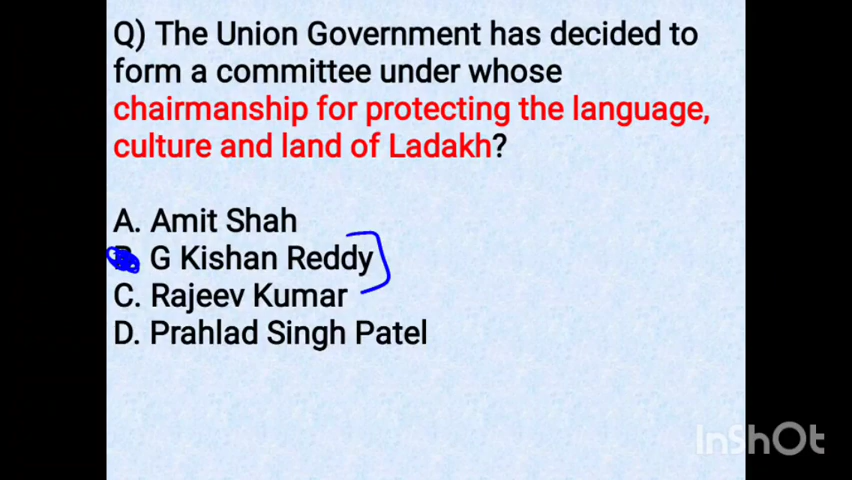 Q) The Union Government has decided to
form a committee under whose
chairmanship for protecting the language,
culture and land of Ladakh?
A. Amit Shah
G Kishan Reddy
C. Rajeev Kumar
D. Prahlad Singh Patel
InShOt